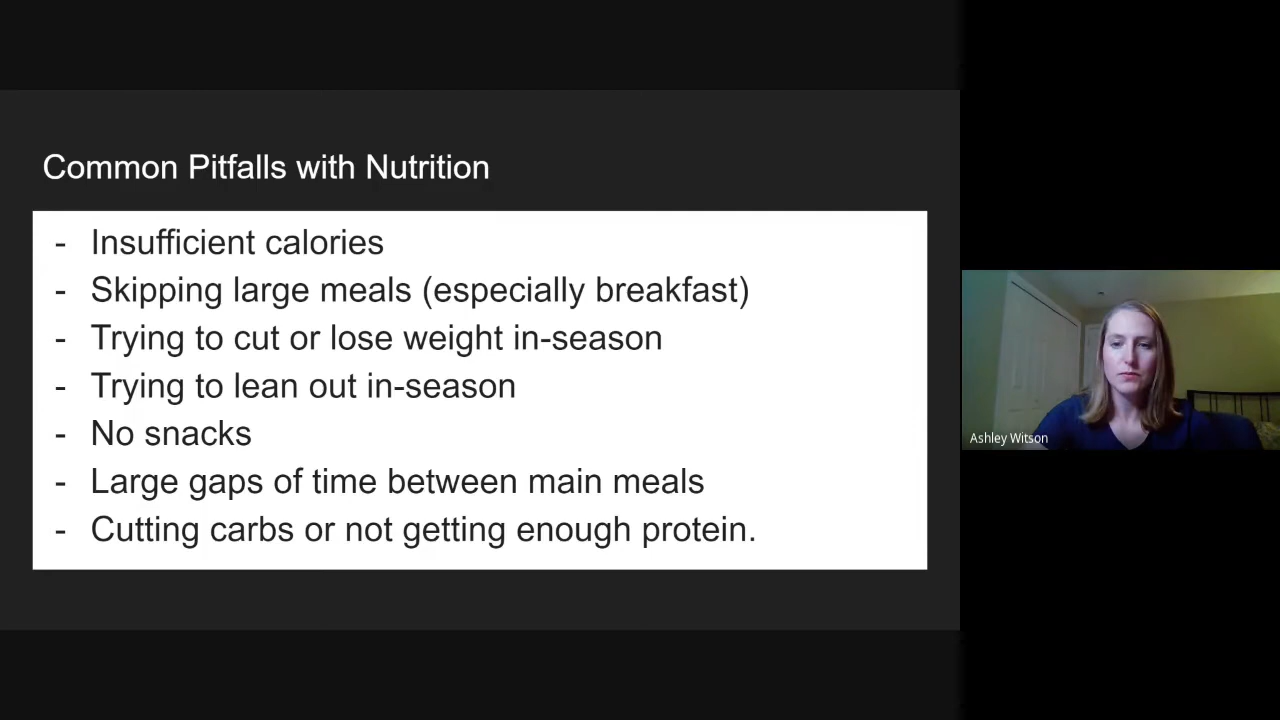 Common Pitfalls with Nutrition
- Insufficient calories
- Skipping large meals (especially breakfast)
- Trying to cut or lose weight in-season
- Trying to lean out in-season
- No snacks
- Large gaps of time between main meals
- Cutting carbs or not getting enough protein.
Ashley Witson